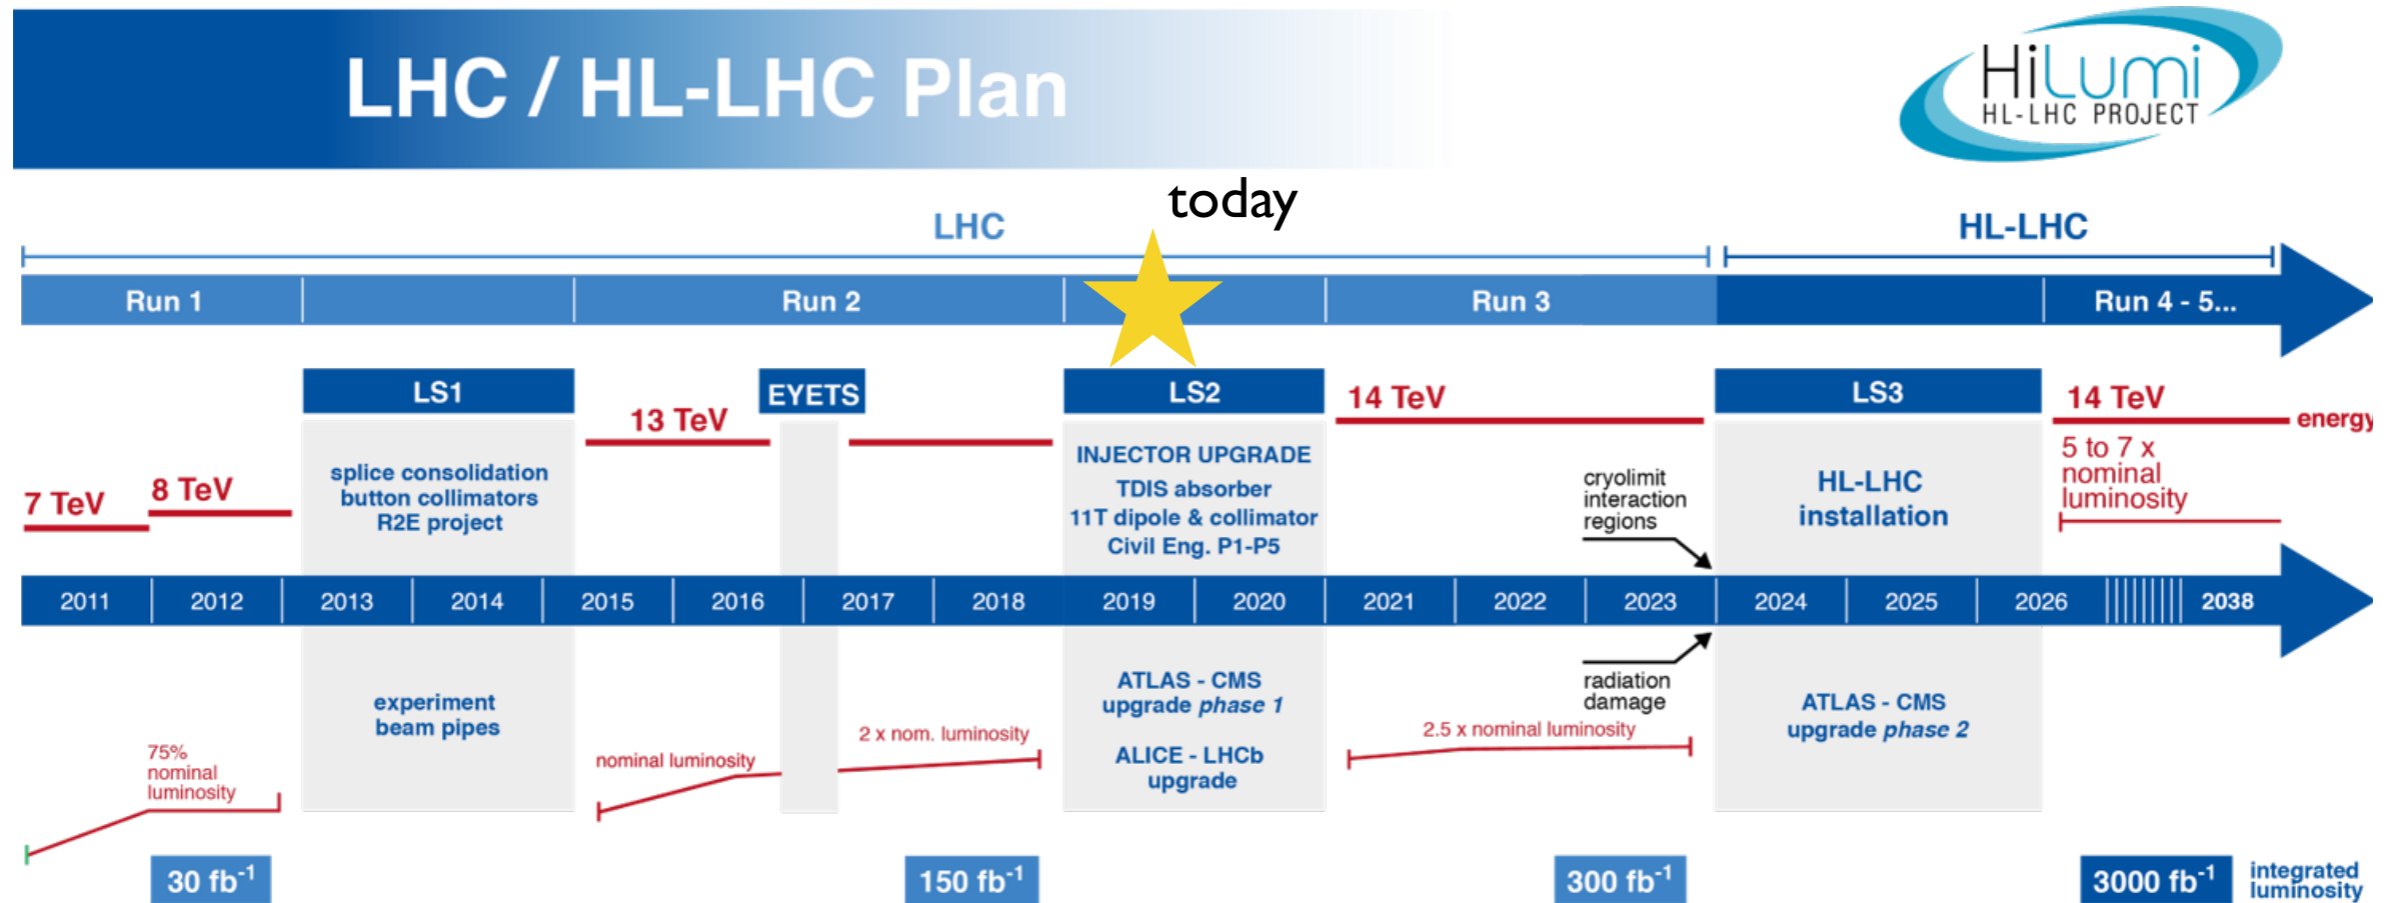 LHC / HL-LHC Plan
HiLumi
HL-LHC PROJECT
today
LHC
HL-LHC
Run 1
Run 2
Run 3
Run 4 - 5...
LS1
EYETS
LS2
LS3
13 TeV
14 TeV
14 TeV
energy
7 TeV
8 TeV
splice consolidation
button collimators
R2E project
INJECTOR UPGRADE
TDIS absorber
11T dipole & collimator
Civil Eng. P1-P5
cryolimit
interaction
regions
HL-LHC
installation
5 to 7 x
nominal
luminosity
2011
2012
2013
2014
2015
2016
2017
2018
2019
2020
2021
2022
2023
2024
2025
2026
2038
experiment
beam pipes
ATLAS - CMS
upgrade phase 1
ALICE - LHCb
upgrade
radiation
damage
ATLAS - CMS
upgrade phase 2
75%
nominal
luminosity
nominal luminosity
2 x nom. luminosity
2.5 x nominal luminosity
30 fb⁻¹
150 fb⁻¹
300 fb⁻¹
3000 fb⁻¹
integrated
luminosity